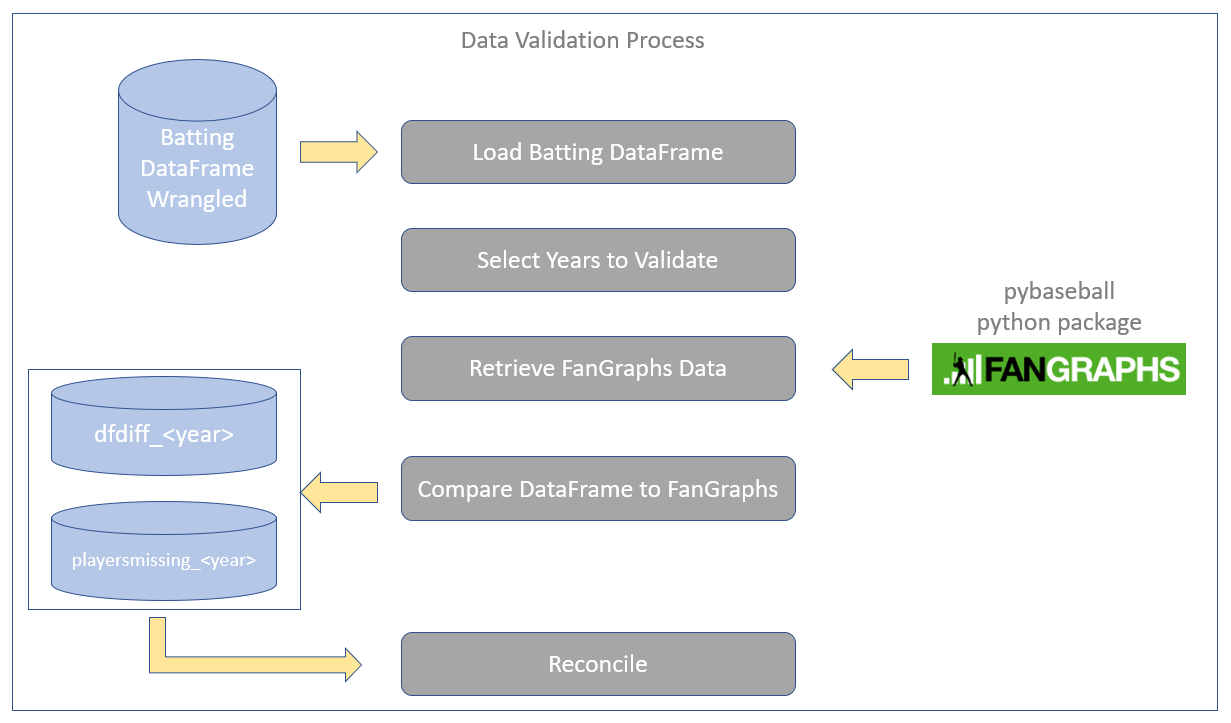 Data Validation Process
Batting
DataFrame
Wrangled
Load Batting DataFrame
Select Years to Validate
pybaseball
python package
Retrieve FanGraphs Data
FANGRAPHS
dfdiff_<year>
Compare DataFrame to FanGraphs
playersmissing_<year>
Reconcile